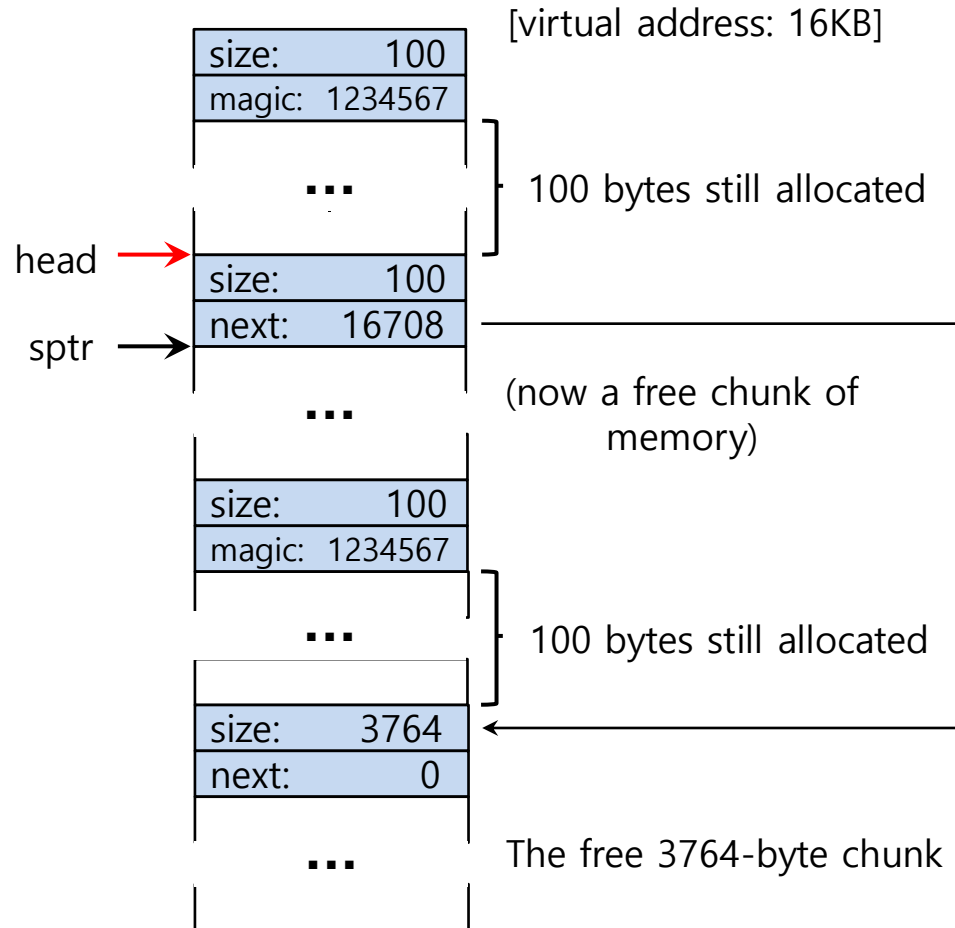 [virtual address: 16KB]
size: 100
magic: 1234567
...
100 bytes still allocated
head
size: 100
next: 16708
sptr
(now a free chunk of
memory)
...
size: 100
magic: 1234567
...
100 bytes still allocated
size: 3764
next: 0
...
The free 3764-byte chunk